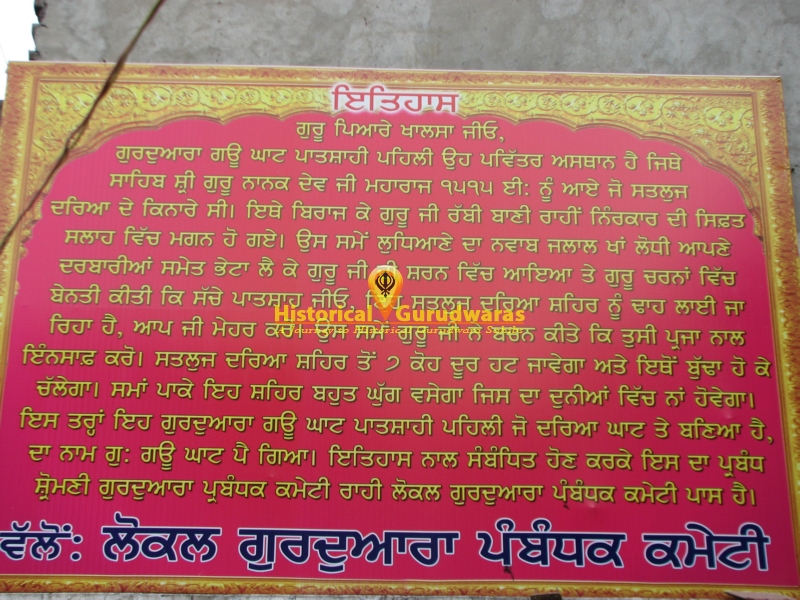 ਇਤਿਹਾਸ
ਗੁਰੂ ਪਿਆਰੇ ਖਾਲਸਾ ਜੀਓ,
ਗੁਰਦੁਆਰਾ ਗਊ ਘਾਟ ਪਾਤਸ਼ਾਹੀ ਪਹਿਲੀ ਉਹ ਪਵਿੱਤਰ ਅਸਥਾਨ ਹੈ ਜਿਥੇ
ਸਾਹਿਬ ਸ਼੍ਰੀ ਗੁਰੂ ਨਾਨਕ ਦੇਵ ਜੀ ਮਹਾਰਾਜ ੧੫੧੫ ਈ: ਨੂੰ ਆਏ ਜੋ ਸਤਲੁਜ
ਦਰਿਆ ਦੇ ਕਿਨਾਰੇ ਸੀ। ਇਥੇ ਬਿਰਾਜ ਕੇ ਗੁਰੂ ਜੀ ਰੱਬੀ ਬਾਣੀ ਰਾਹੀਂ ਨਿੰਰਕਾਰ ਦੀ ਸਿਫ਼ਤ
ਸਲਾਹ ਵਿੱਚ ਮਗਨ ਹੋ ਗਏ। ਉਸ ਸਮੇਂ ਲੁਧਿਆਣੇ ਦਾ ਨਵਾਬ ਜਲਾਲ ਖਾਂ ਲੋਧੀ ਆਪਣੇ
ਦਰਬਾਰੀਆਂ ਸਮੇਤ ਭੇਟਾ ਲੈ ਕੇ ਗੁਰੂ ਜੀ ਸ਼ਰਨ ਵਿੱਚ ਆਇਆ ਤੇ ਗੁਰੂ ਚਰਨਾਂ ਵਿੱਚ
ਬੇਨਤੀ ਕੀਤੀ ਕਿ ਸੱਚੇ ਪਾਤਸ਼ਾਹ ਜੀਓ, ਸਤਲੁਜ ਦਰਿਆ ਸ਼ਹਿਰ ਨੂੰ ਢਾਹ ਲਾਈ ਜਾ
Historical Gurudwaras
ਰਿਹਾ ਹੈ, ਆਪ ਜੀ ਮੇਹਰ ਕਰੋ। ਗੁਰੂ ਜੀ ਨੇ ਬਚਨ ਕੀਤੇ ਕਿ ਤੁਸੀ ਪ੍ਰਜਾ ਨਾਲ
ਇੰਨਸਾਫ਼ ਕਰੋ। ਸਤਲੁਜ ਦਰਿਆ ਸ਼ਹਿਰ ਤੋਂ ੭ ਕੋਹ ਦੂਰ ਹਟ ਜਾਵੇਗਾ ਅਤੇ ਇਥੋਂ ਬੁੱਢਾ ਹੋ ਕੇ
ਚੱਲੇਗਾ। ਸਮਾਂ ਪਾਕੇ ਇਹ ਸ਼ਹਿਰ ਬਹੁਤ ਘੁੱਗ ਵਸੇਗਾ ਜਿਸ ਦਾ ਦੁਨੀਆਂ ਵਿੱਚ ਨਾਂ ਹੋਵੇਗਾ।
ਇਸ ਤਰ੍ਹਾਂ ਇਹ ਗੁਰਦੁਆਰਾ ਗਊ ਘਾਟ ਪਾਤਸ਼ਾਹੀ ਪਹਿਲੀ ਜੋ ਦਰਿਆ ਘਾਟ ਤੇ ਬਣਿਆ ਹੈ,
ਦਾ ਨਾਮ ਗੁ: ਗਊ ਘਾਟ ਪੈ ਗਿਆ। ਇਤਿਹਾਸ ਨਾਲ ਸੰਬੰਧਿਤ ਹੋਣ ਕਰਕੇ ਇਸ ਦਾ ਪ੍ਰਬੰਧ
ਸ਼੍ਰੋਮਣੀ ਗੁਰਦੁਆਰਾ ਪ੍ਰਬੰਧਕ ਕਮੇਟੀ ਰਾਹੀ ਲੋਕਲ ਗੁਰਦੁਆਰਾ ਪੰਬੰਧਕ ਕਮੇਟੀ ਪਾਸ ਹੈ।
ਵੱਲੋਂ: ਲੋਕਲ ਗੁਰਦੁਆਰਾ ਪੰਬੰਧਕ ਕਮੇਟੀ